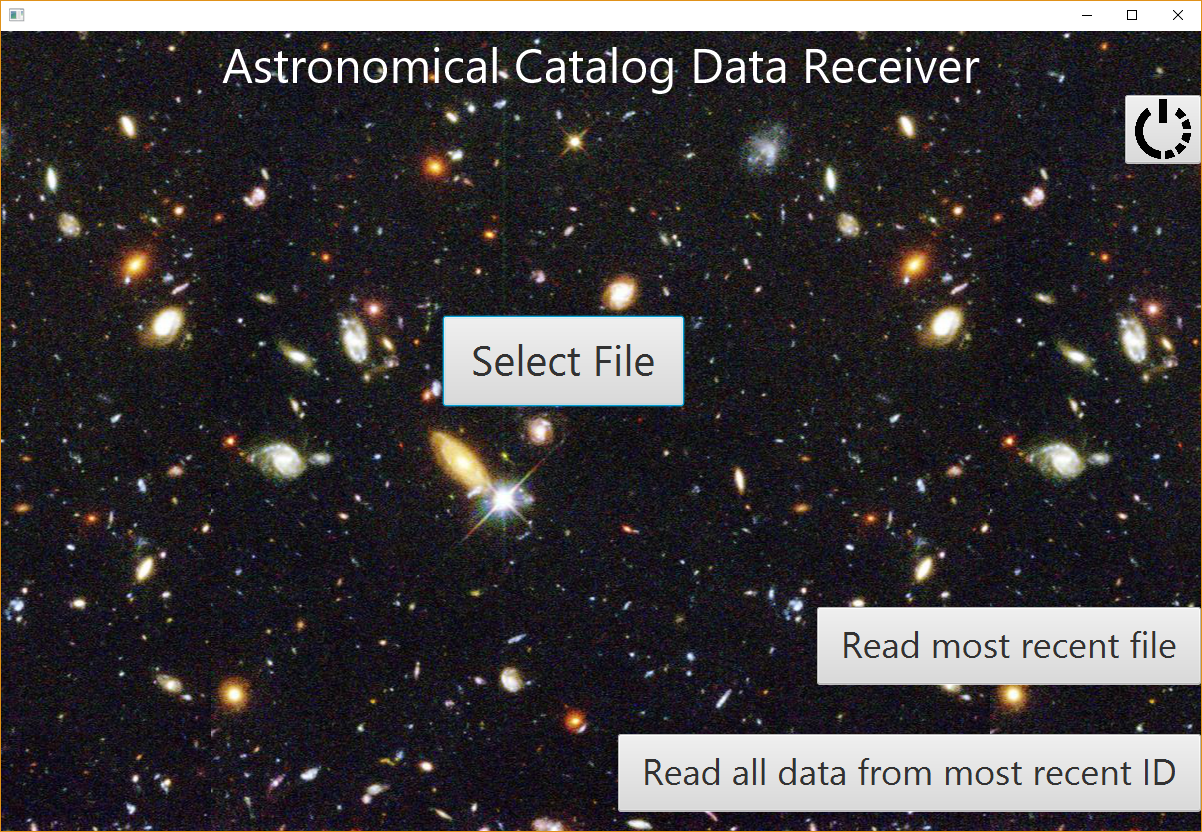 Astronomical Catalog Data Receiver
Select File
Read most recent file
Read all data from most recent ID